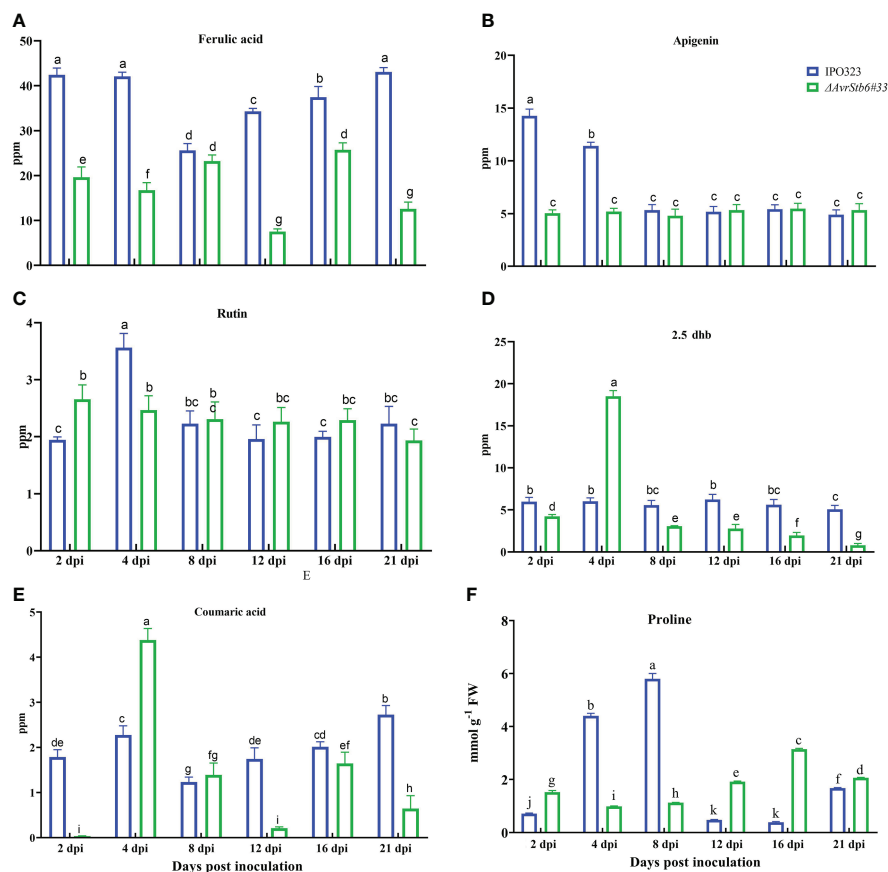 A
Ferulic acid
50
40
30
20
10
0
ppm
a
e
a
f
d
d
c
g
b
d
a
g
B
Apigenin
20
15
10
5
0
ppm
a
c
b
c
c
c
c
c
c
c
c
c
IPO323
ΔAvrStb6#33
C
Rutin
4
3
2
1
0
ppm
c
b
a
b
bc
b
c
c
bc
c
bc
bc
c
2 dpi 4 dpi 8 dpi 12 dpi 16 dpi 21 dpi
E
D
2.5 dhb
25
20
15
10
5
0
ppm
b
d
b
a
bc
e
b
e
bc
f
c
g
2 dpi 4 dpi 8 dpi 12 dpi 16 dpi 21 dpi
E
Coumaric acid
5
4
3
2
1
0
ppm
de
i
c
a
g
fg
de
i
cd
ef
b
h
2 dpi 4 dpi 8 dpi 12 dpi 16 dpi 21 dpi
Days post inoculation
F
Proline
8
6
4
2
0
mmol g⁻¹ FW
j
g
b
i
a
h
k
e
k
c
f
d
2 dpi 4 dpi 8 dpi 12 dpi 16 dpi 21 dpi
Days post inoculation